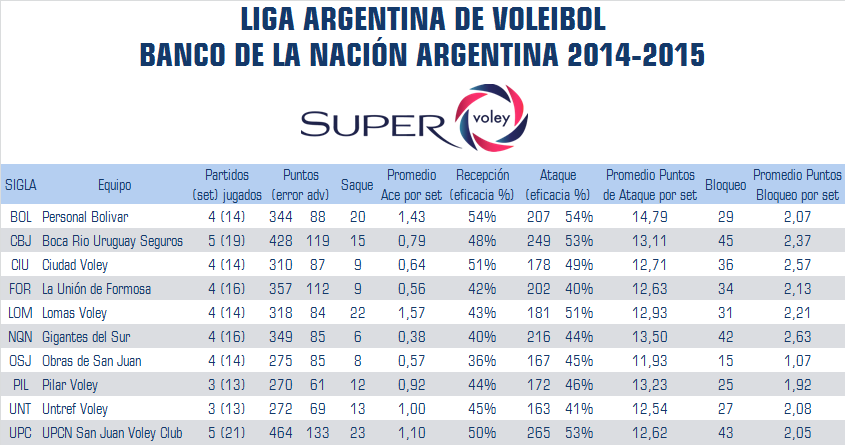 LIGA ARGENTINA DE VOLEIBOL
BANCO DE LA NACIÓN ARGENTINA 2014-2015
SUPER voley
SIGLA Equipo Partidos (set) jugados Puntos (error adv) Saque Promedio Ace por set Recepción (eficacia %) Ataque (eficacia %) Promedio Puntos de Ataque por set Bloqueo Promedio Puntos Bloqueo por set
BOL Personal Bolivar 4 (14) 344 88 20 1,43 54% 207 54% 14,79 29 2,07
CBJ Boca Rio Uruguay Seguros 5 (19) 428 119 15 0,79 48% 249 53% 13,11 45 2,37
CIU Ciudad Voley 4 (14) 310 87 9 0,64 51% 178 49% 12,71 36 2,57
FOR La Unión de Formosa 4 (16) 357 112 9 0,56 42% 202 40% 12,63 34 2,13
LOM Lomas Voley 4 (14) 318 84 22 1,57 43% 181 51% 12,93 31 2,21
NQN Gigantes del Sur 4 (16) 349 85 6 0,38 40% 216 44% 13,50 42 2,63
OSJ Obras de San Juan 4 (14) 275 85 8 0,57 36% 167 45% 11,93 15 1,07
PIL Pilar Voley 3 (13) 270 61 12 0,92 44% 172 46% 13,23 25 1,92
UNT Untref Voley 3 (13) 272 69 13 1,00 45% 163 41% 12,54 27 2,08
UPC UPCN San Juan Voley Club 5 (21) 464 133 23 1,10 50% 265 53% 12,62 43 2,05